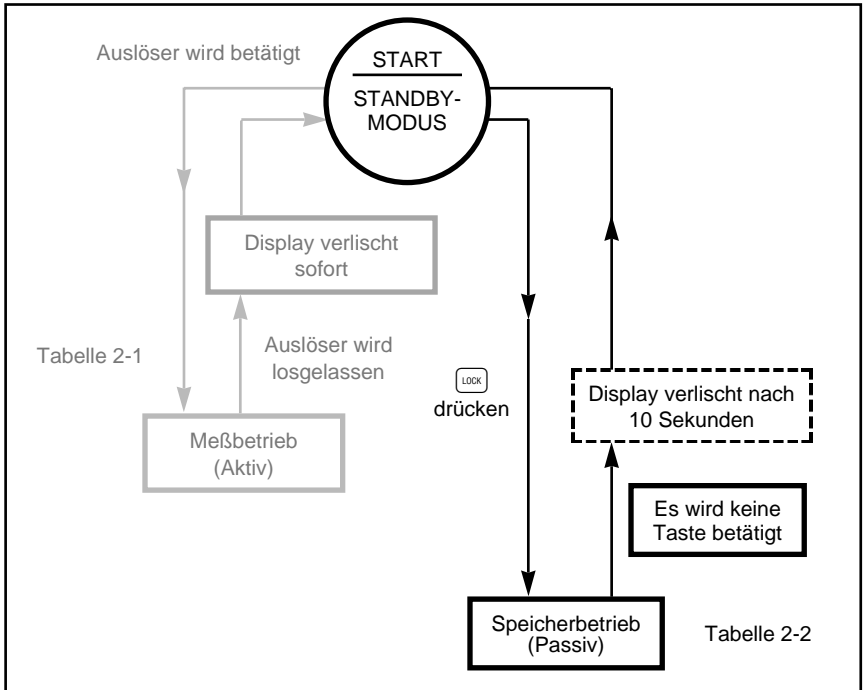 Auslöser wird betätigt
START
STANDBY-
MODUS
Display verlischt
sofort
Tabelle 2-1
Auslöser wird
losgelassen
Meßbetrieb
(Aktiv)
LOCK
drücken
Display verlischt nach
10 Sekunden
Es wird keine
Taste betätigt
Speicherbetrieb
(Passiv)
Tabelle 2-2